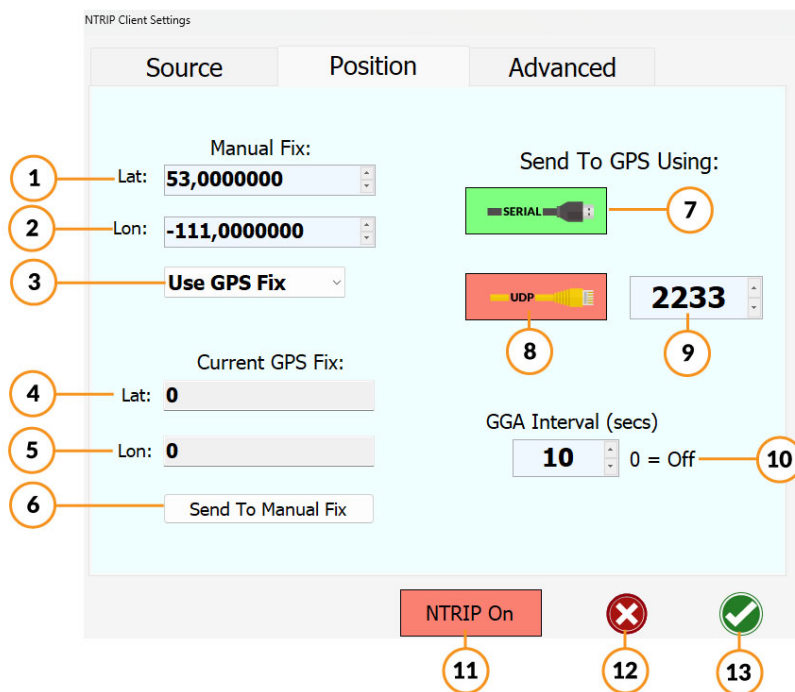 NTRIP Client Settings
Source Position Advanced
Manual Fix:
1 Lat: 53,0000000
2 Lon: -111,0000000
3 Use GPS Fix
Send To GPS Using:
SERIAL 7
UDP 2233
8 9
Current GPS Fix:
4 Lat: 0
5 Lon: 0
6 Send To Manual Fix
GGA Interval (secs)
10 0 = Off 10
NTRIP On
11 12 13